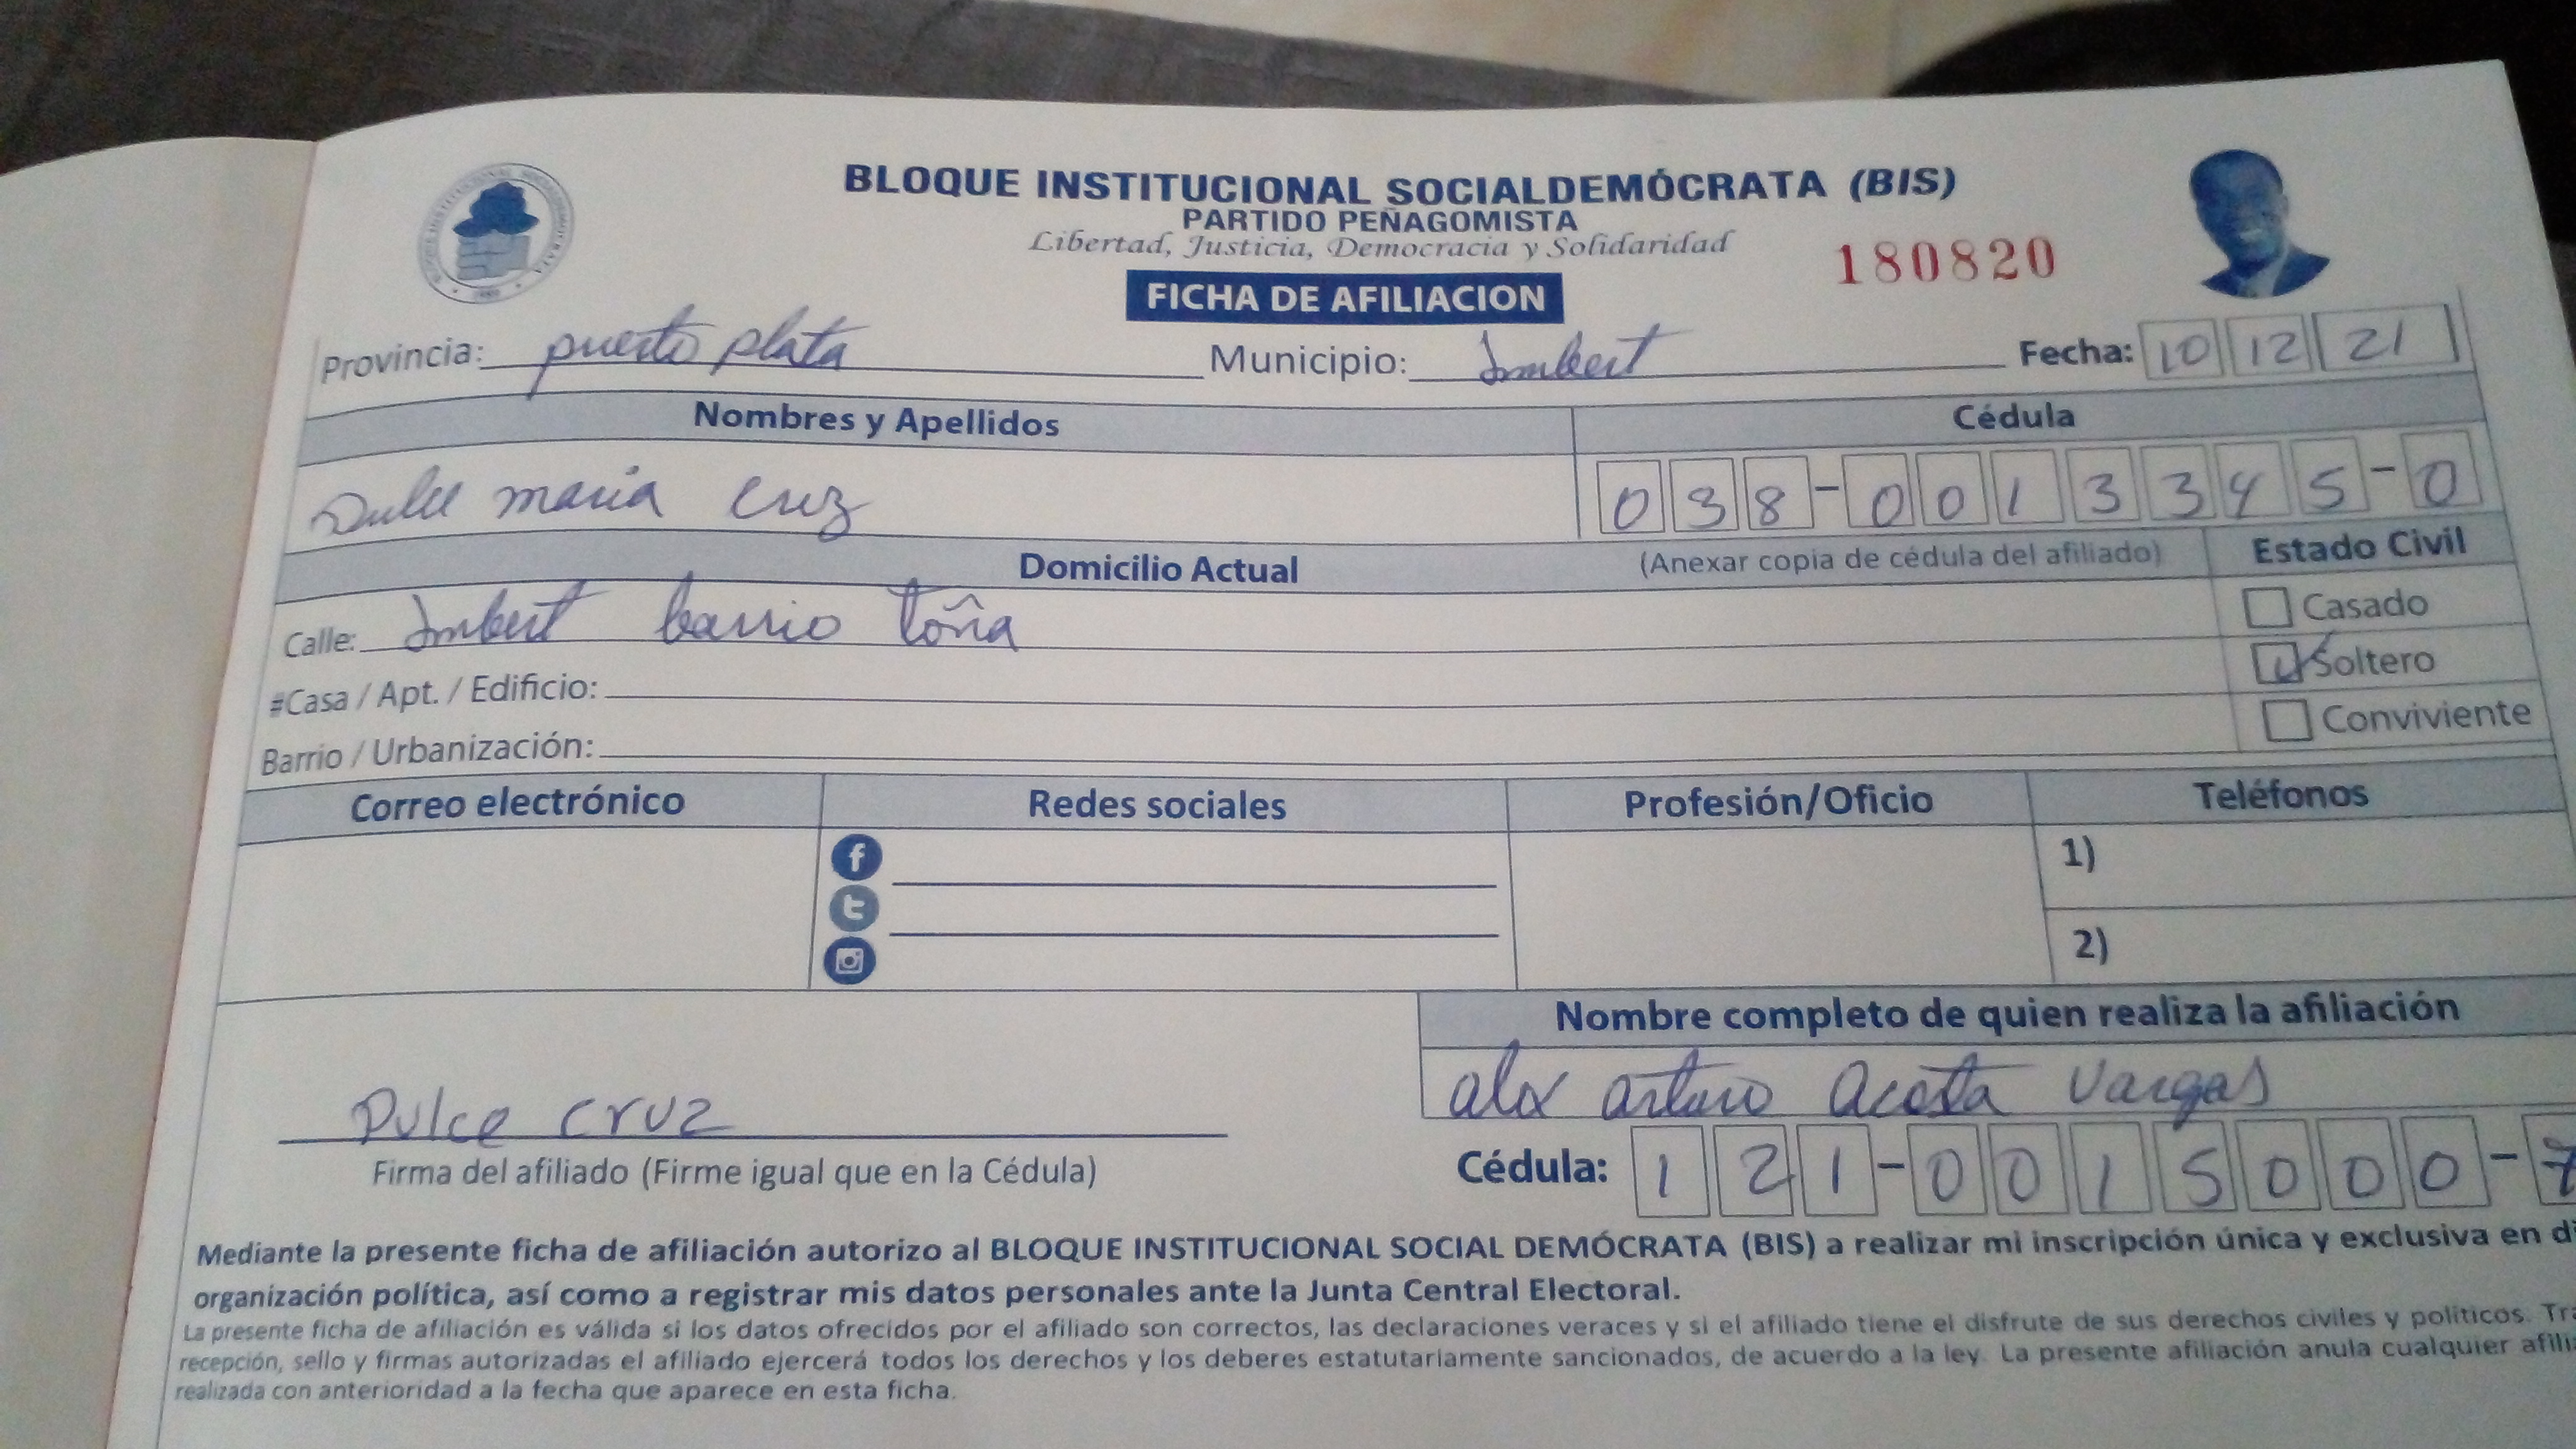 BLOQUE INSTITUCIONAL SOCIALDEMÓCRATA (BIS)
PARTIDO PEÑAGOMISTA
Libertad, Justicia, Democracia y Solidaridad
180820
FICHA DE AFILIACION
Provincia: puerto plata Municipio: Imbert Fecha: 10 12 21
Nombres y Apellidos Cédula
Dulce maria cruz 038-0013345-0
Domicilio Actual (Anexar copia de cédula del afiliado) Estado Civil
Calle: Imbert barrio toña Casado
#Casa / Apt. / Edificio: Soltero
Barrio / Urbanización: Conviviente
Correo electrónico Redes sociales Profesión/Oficio Teléfonos
1)
2)
Nombre completo de quien realiza la afiliación
alex arturo acosta vargas
Dulce cruz
Firma del afiliado (Firme igual que en la Cédula) Cédula: 121-0015000-7
Mediante la presente ficha de afiliación autorizo al BLOQUE INSTITUCIONAL SOCIAL DEMÓCRATA (BIS) a realizar mi inscripción única y exclusiva en di
organización política, así como a registrar mis datos personales ante la Junta Central Electoral.
La presente ficha de afiliación es válida si los datos ofrecidos por el afiliado son correctos, las declaraciones veraces y si el afiliado tiene el disfrute de sus derechos civiles y políticos. Tra
recepción, sello y firmas autorizadas el afiliado ejercerá todos los derechos y los deberes estatutariamente sancionados, de acuerdo a la ley. La presente afiliación anula cualquier afili
realizada con anterioridad a la fecha que aparece en esta ficha.